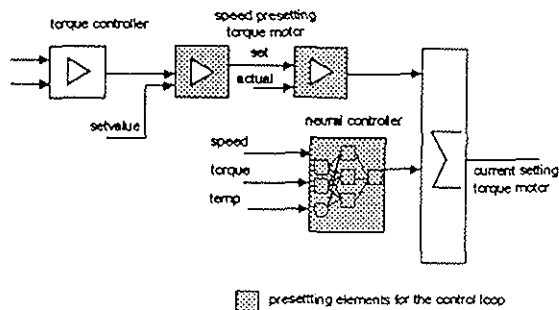 torque controller
speed presetting
torque motor
set
actual
setvalue
neural controller
speed
torque
temp
current setting
torque motor
presettting elements for the control loop